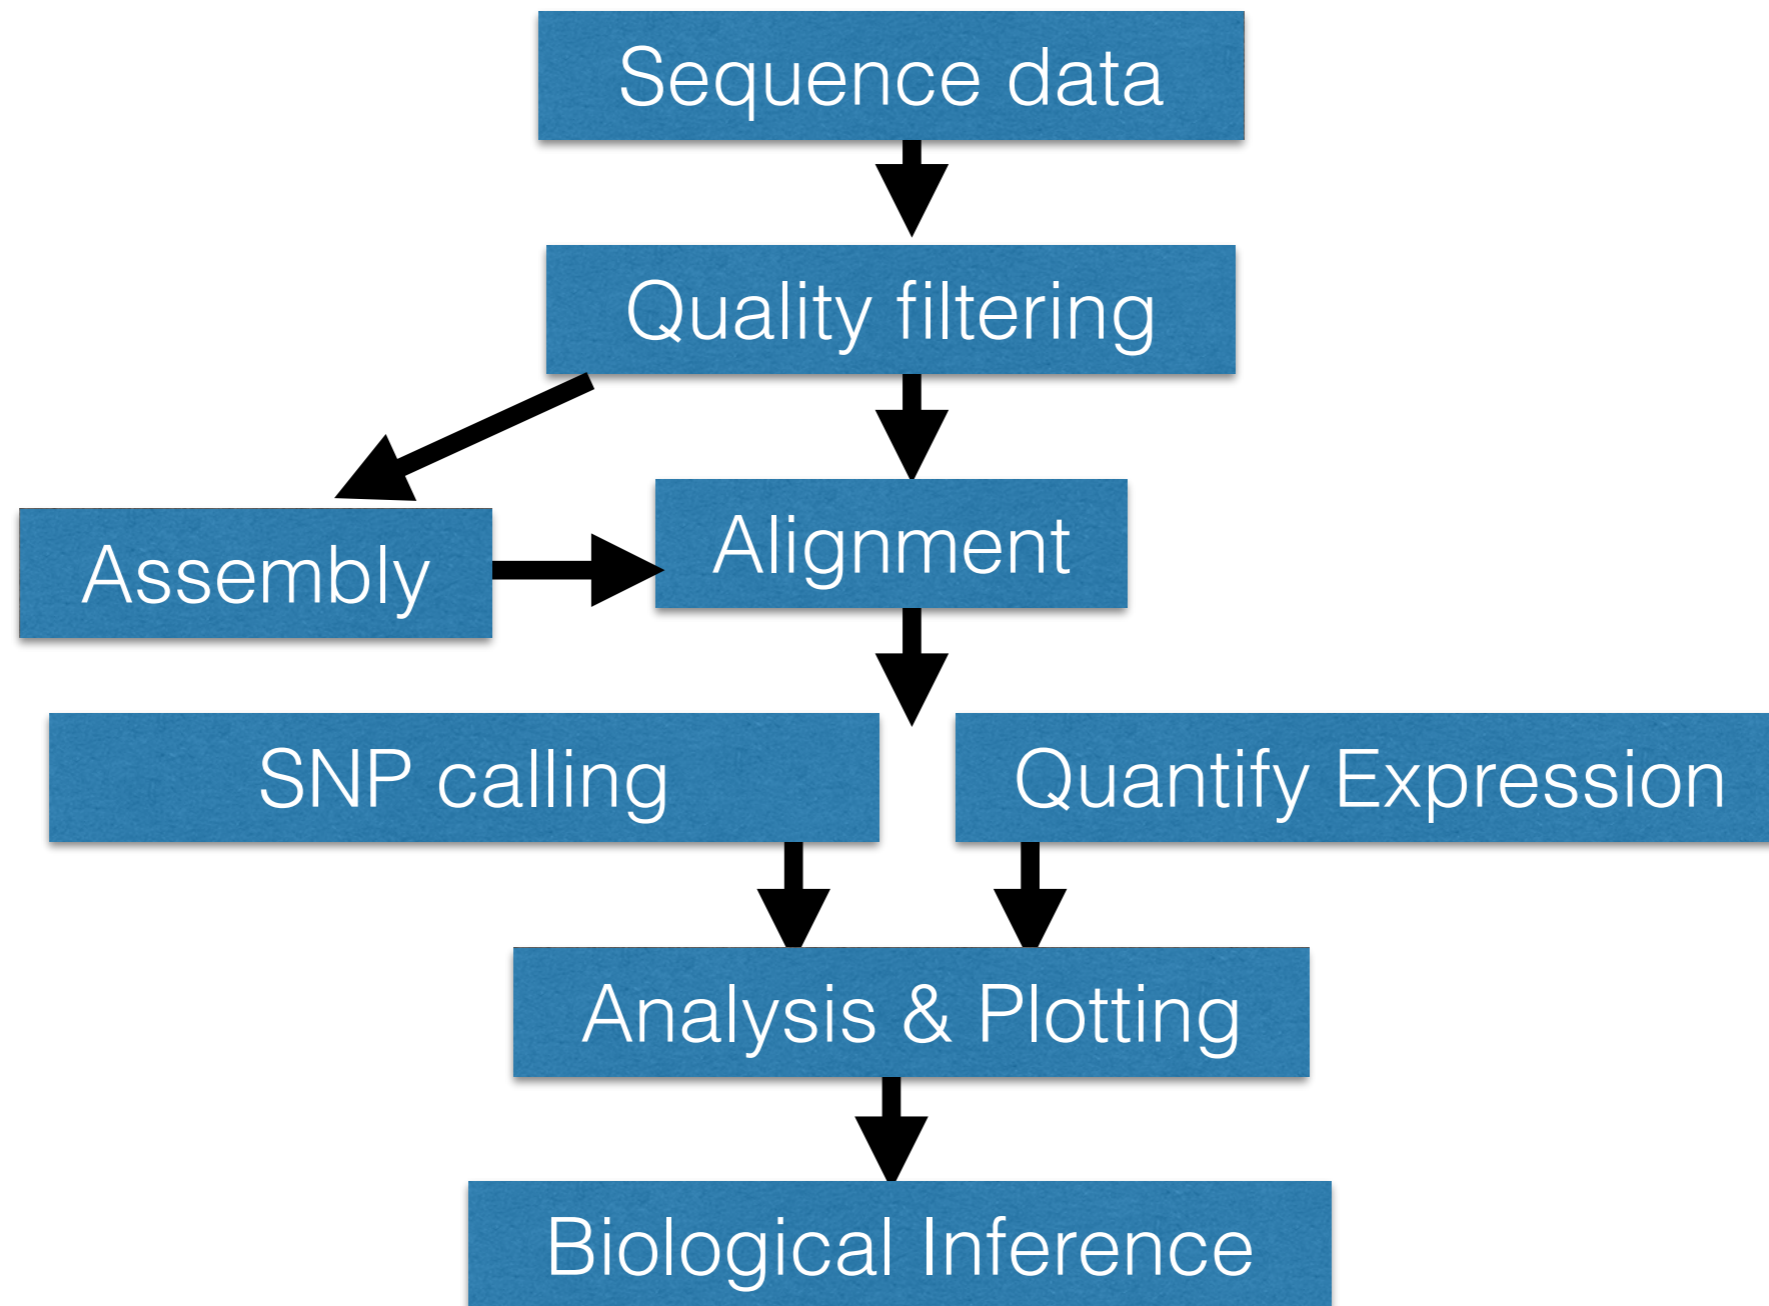 Sequence data
Quality filtering
Assembly
Alignment
SNP calling
Quantify Expression
Analysis & Plotting
Biological Inference